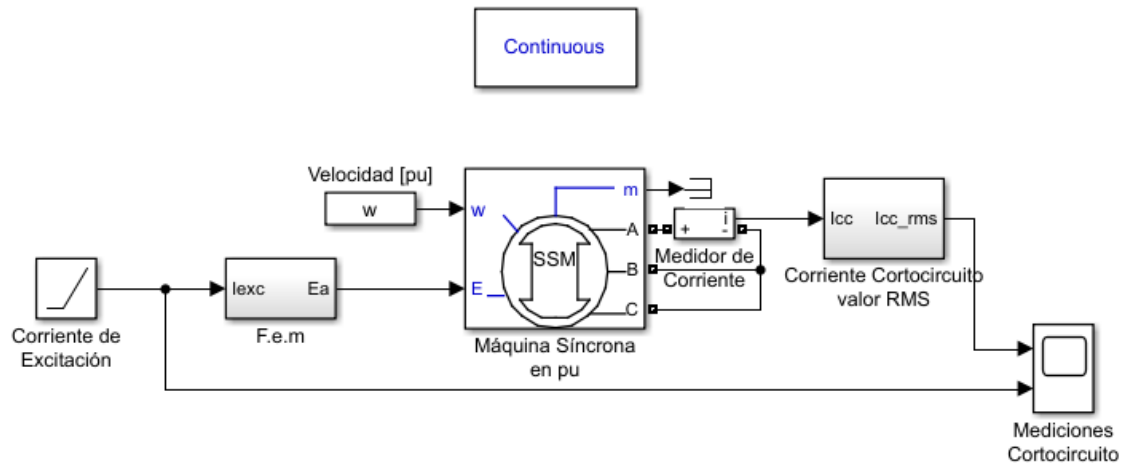 Continuous
Velocidad [pu]
w
w
m
A
i
+
-
Medidor de
Corriente
B
SSM
E
C
Icc
Icc_rms
Corriente Cortocircuito
valor RMS
Corriente de
Excitación
Iexc
Ea
F.e.m
Máquina Síncrona
en pu
Mediciones
Cortocircuito